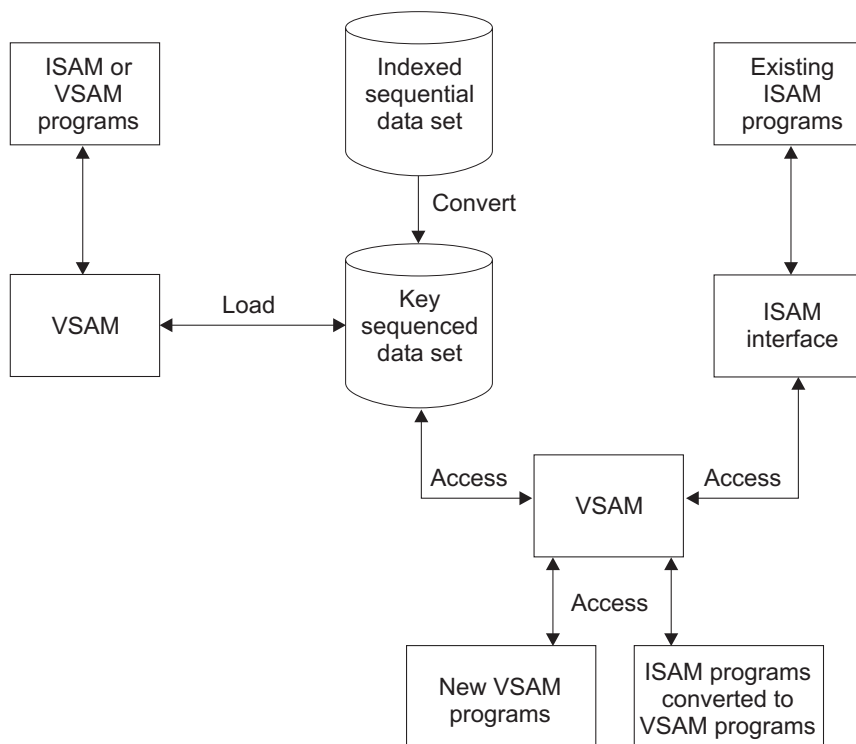 ISAM or
VSAM
programs
Indexed
sequential
data set
Existing
ISAM
programs
Convert
VSAM
Load
Key
sequenced
data set
ISAM
interface
Access
VSAM
Access
Access
New VSAM
programs
ISAM programs
converted to
VSAM programs